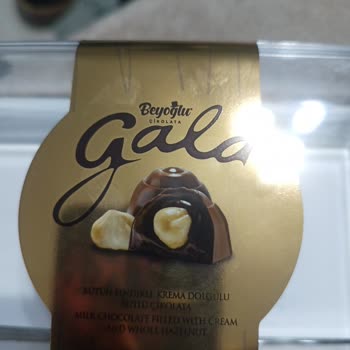 Beyoğlu
ÇİKOLATA
Gala
BÜTÜN FINDIKLI, KREMA DOLGULU
SÜTLÜ ÇİKOLATA
MILK CHOCOLATE FILLED WITH CREAM
AND WHOLE HAZELNUT